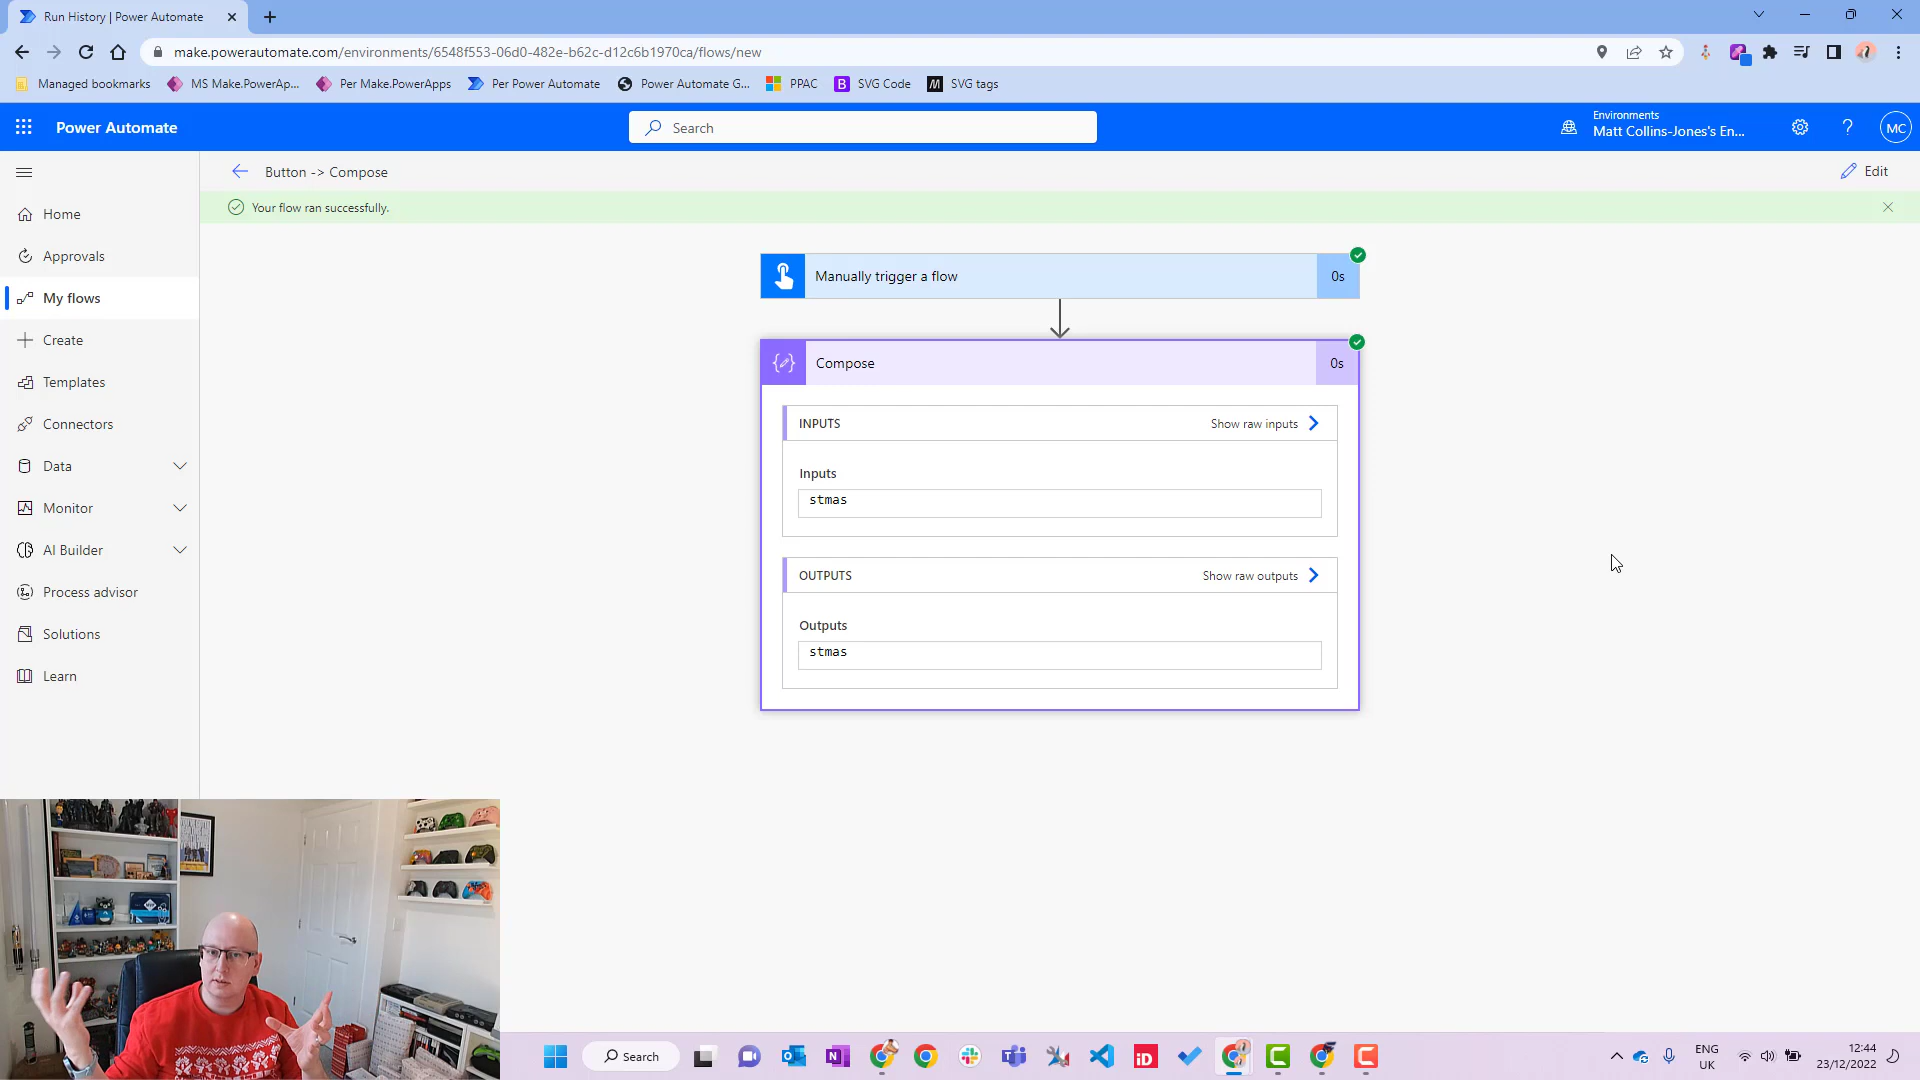 Run History | Power Automate
make.powerautomate.com/environments/6548f553-06d0-482e-b62c-d12c6b1970ca/flows/new
Managed bookmarks
MS Make.PowerAp...
Per Make.PowerApps
Per Power Automate
Power Automate G...
PPAC
B
SVG Code
M
SVG tags
Power Automate
Search
Environments
Matt Collins-Jones's En...
?
MC
Button -> Compose
Edit
Your flow ran successfully.
Home
Approvals
My flows
Create
Templates
Connectors
Data
Monitor
AI Builder
Process advisor
Solutions
Learn
Manually trigger a flow
0s
Compose
0s
INPUTS
Show raw inputs
Inputs
stmas
OUTPUTS
Show raw outputs
Outputs
stmas
Search
N
iD
C
C
ENG
UK
12:44
23/12/2022